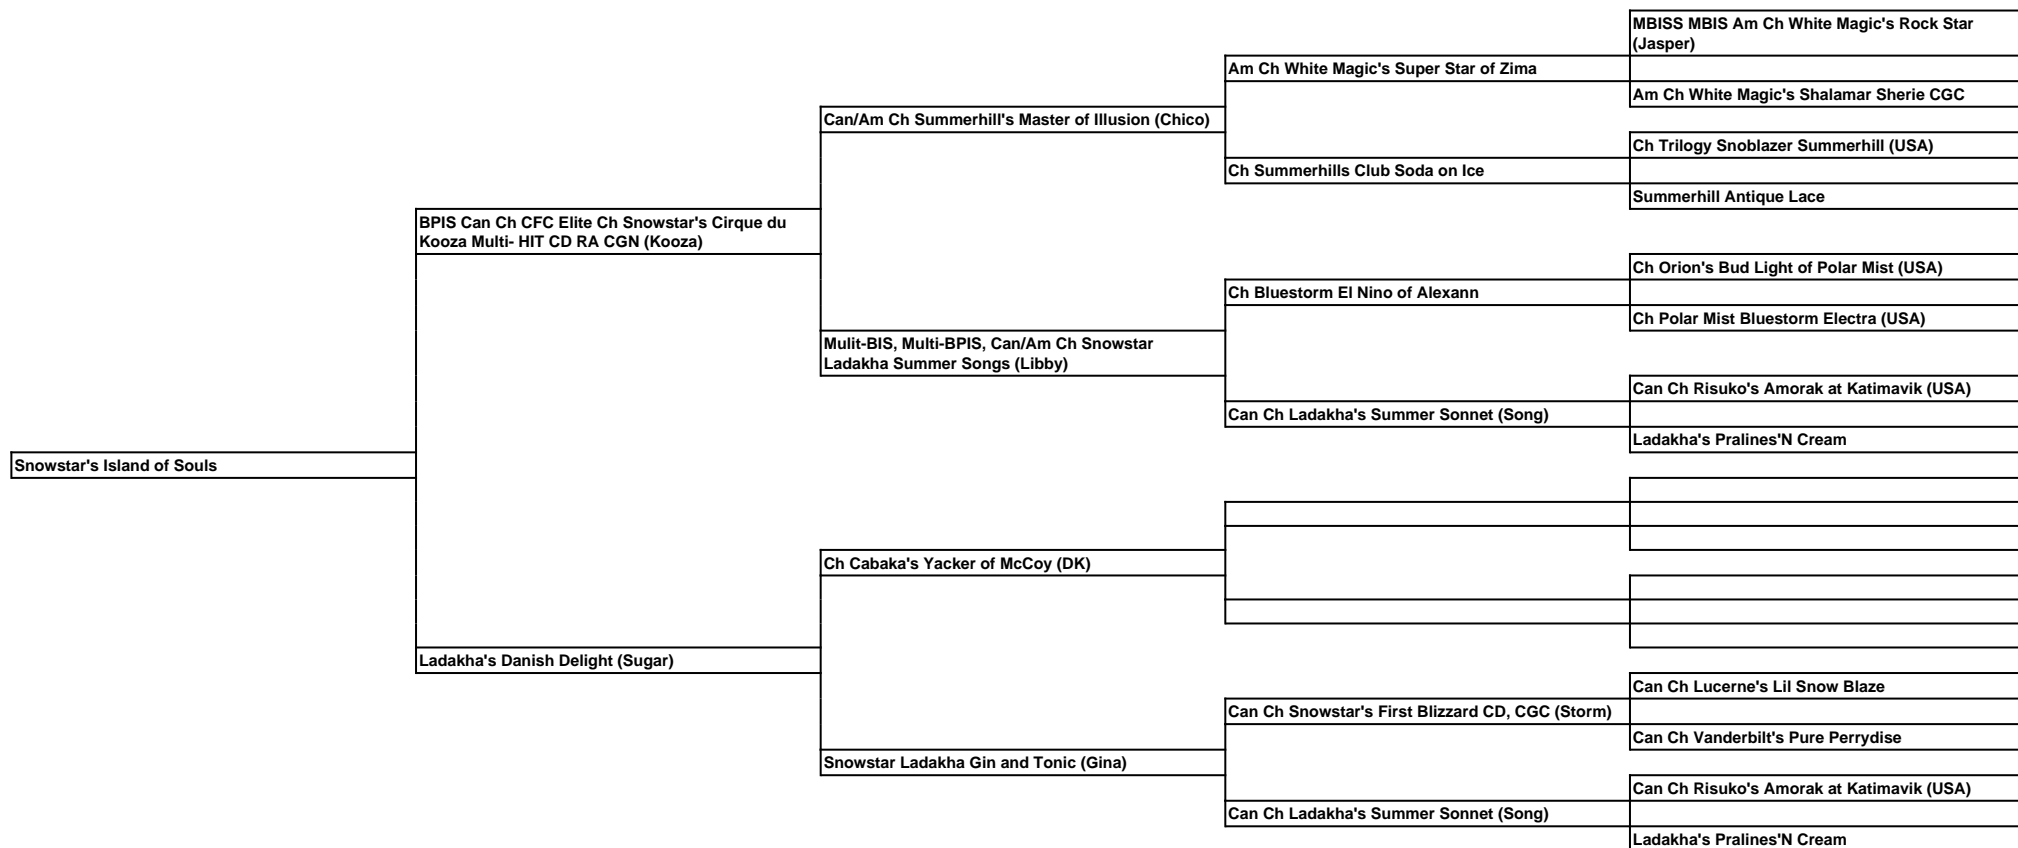 MBISS MBIS Am Ch White Magic's Rock Star
(Jasper)
Am Ch White Magic's Super Star of Zima
Am Ch White Magic's Shalamar Sherie CGC
Can/Am Ch Summerhill's Master of Illusion (Chico)
Ch Trilogy Snoblazer Summerhill (USA)
Ch Summerhills Club Soda on Ice
Summerhill Antique Lace
BPIS Can Ch CFC Elite Ch Snowstar's Cirque du
Kooza Multi- HIT CD RA CGN (Kooza)
Ch Orion's Bud Light of Polar Mist (USA)
Ch Bluestorm El Nino of Alexann
Ch Polar Mist Bluestorm Electra (USA)
Mulit-BIS, Multi-BPIS, Can/Am Ch Snowstar
Ladakha Summer Songs (Libby)
Can Ch Risuko's Amorak at Katimavik (USA)
Can Ch Ladakha's Summer Sonnet (Song)
Ladakha's Pralines'N Cream
Snowstar's Island of Souls
Ch Cabaka's Yacker of McCoy (DK)
Ladakha's Danish Delight (Sugar)
Can Ch Lucerne's Lil Snow Blaze
Can Ch Snowstar's First Blizzard CD, CGC (Storm)
Can Ch Vanderbilt's Pure Perrydise
Snowstar Ladakha Gin and Tonic (Gina)
Can Ch Risuko's Amorak at Katimavik (USA)
Can Ch Ladakha's Summer Sonnet (Song)
Ladakha's Pralines'N Cream